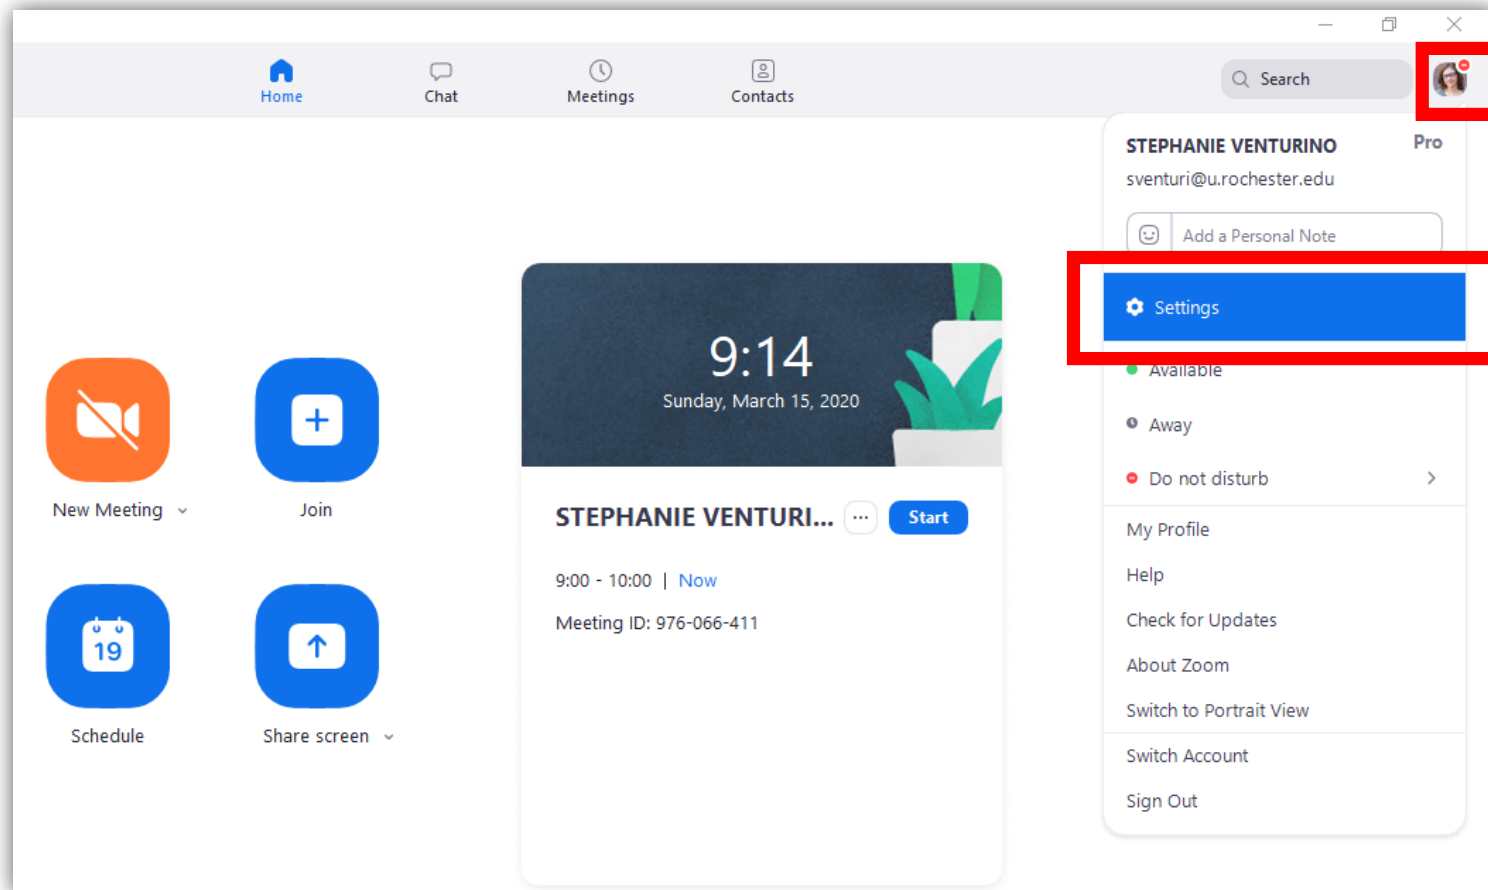 Home
Chat
Meetings
Contacts
Search
STEPHANIE VENTURINO
Pro
sventuri@u.rochester.edu
Add a Personal Note
Settings
Available
Away
Do not disturb
My Profile
Help
Check for Updates
About Zoom
Switch to Portrait View
Switch Account
Sign Out
9:14
Sunday, March 15, 2020
STEPHANIE VENTURI... ... Start
9:00 - 10:00 | Now
Meeting ID: 976-066-411
New Meeting
Join
19
Schedule
Share screen